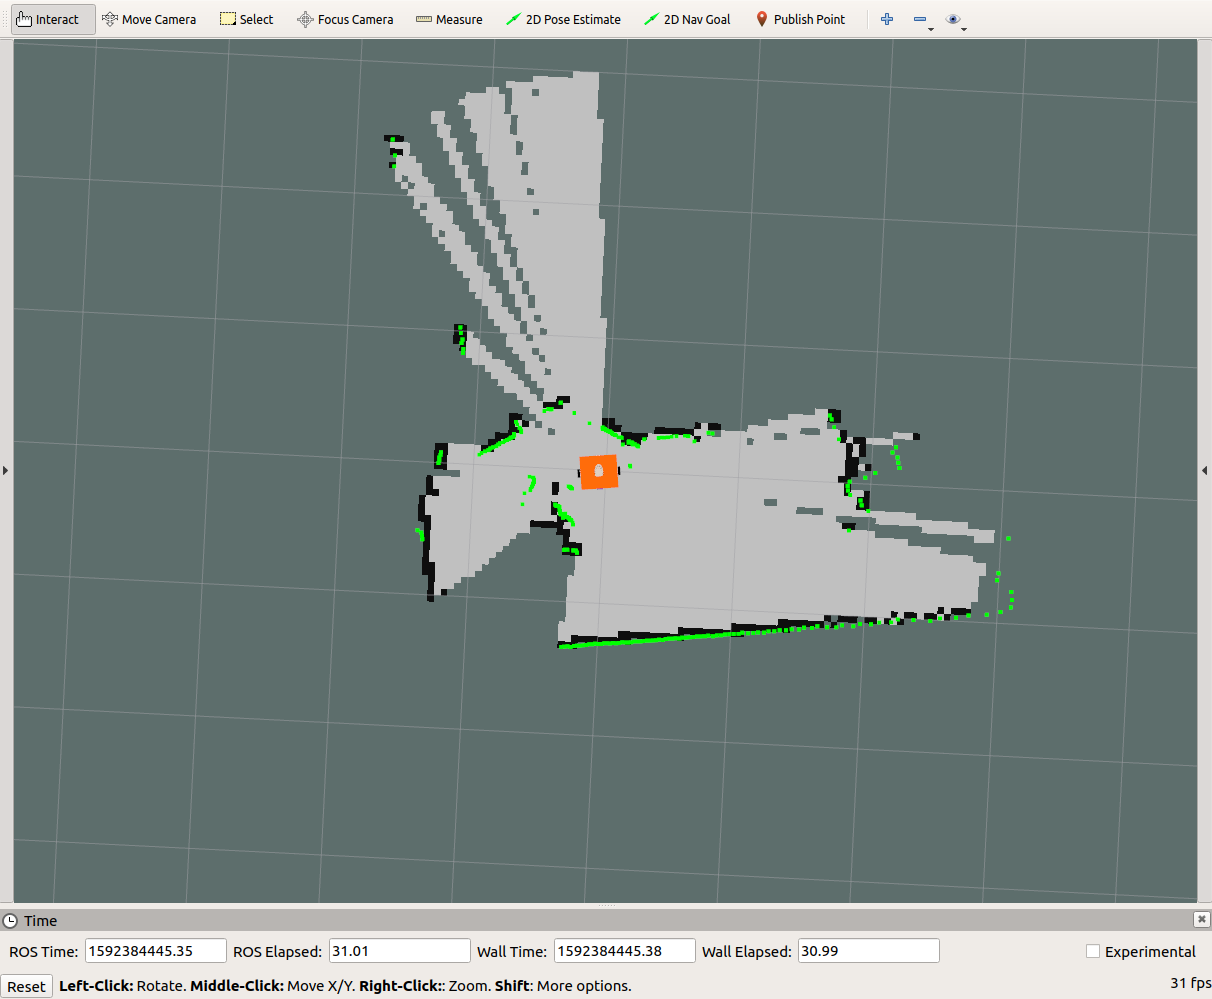 Interact Move Camera Select Focus Camera Measure 2D Pose Estimate 2D Nav Goal Publish Point
Time
ROS Time: 1592384445.35 ROS Elapsed: 31.01 Wall Time: 1592384445.38 Wall Elapsed: 30.99 Experimental
Reset Left-Click: Rotate. Middle-Click: Move X/Y. Right-Click:: Zoom. Shift: More options. 31 fps